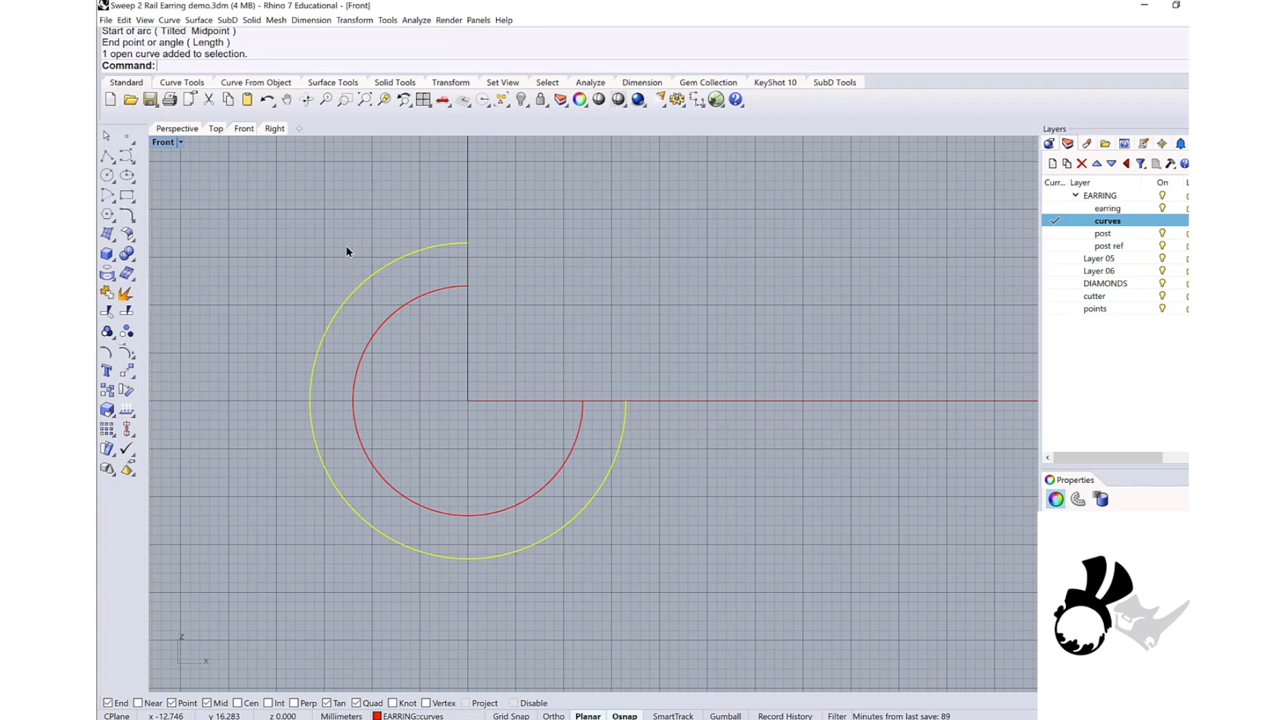 Sweep 2 Rail Earring demo.3dm (4 MB) - Rhino 7 Educational - [Front]
File Edit View Curve Surface SubD Solid Mesh Dimension Transform Tools Analyze Render Panels Help
Start of arc ( Tilted Midpoint )
End point or angle ( Length )
1 open curve added to selection.
Command:
Standard Curve Tools Curve From Object Surface Tools Solid Tools Transform Set View Select Analyze Dimension Gem Collection KeyShot 10 SubD Tools
Perspective Top Front Right
Front
Layers
Curr... Layer On L
EARRING
earring
curves
post
post ref
Layer 05
Layer 06
DIAMONDS
cutter
points
Properties
z
x
End Near Point Mid Cen Int Perp Tan Quad Knot Vertex Project Disable
CPlane x -12.746 y 16.283 z 0.000 Millimeters EARRING::curves Grid Snap Ortho Planar Osnap SmartTrack Gumball Record History Filter Minutes from last save: 89